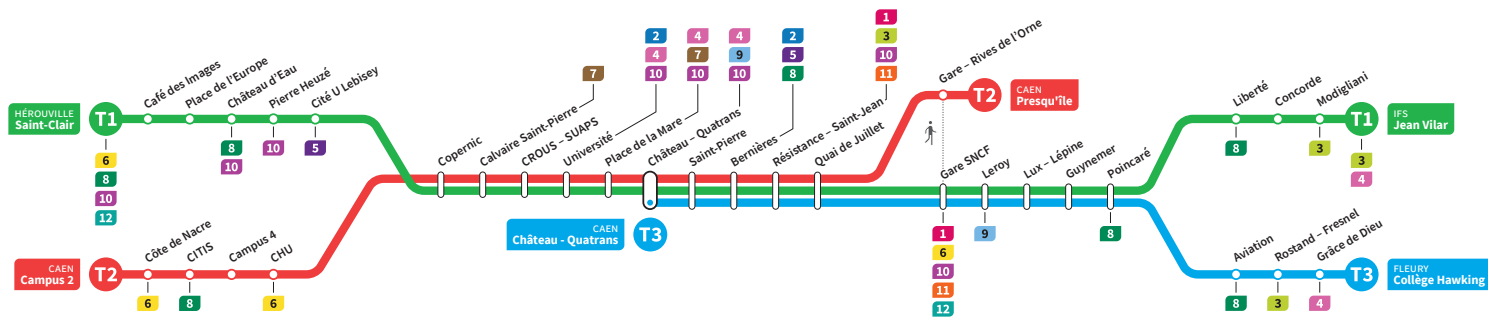 HÉROUVILLE
Saint-Clair
T1
6
8
10
12
Café des Images
Place de l'Europe
Château d'Eau
8
10
Pierre Heuzé
10
Cité U Lebisey
5
CAEN
Campus 2
T2
Côte de Nacre
6
CITIS
8
Campus 4
CHU
6
Copernic
Calvaire Saint-Pierre
7
CROUS – SUAPS
Université
2
4
10
Place de la Mare
4
7
10
Château – Quatrans
4
9
10
CAEN
Château - Quatrans
T3
Saint-Pierre
Bernières
2
5
8
Résistance – Saint-Jean
1
3
10
11
Quai de Juillet
Gare – Rives de l'Orne
T2
CAEN
Presqu'île
Gare SNCF
1
6
10
11
12
Leroy
9
Lux – Lépine
Guynemer
Poincaré
8
Liberté
8
Concorde
Modigliani
3
T1
IFS
Jean Vilar
3
4
Aviation
8
Rostand – Fresnel
3
Grâce de Dieu
4
T3
FLEURY
Collège Hawking